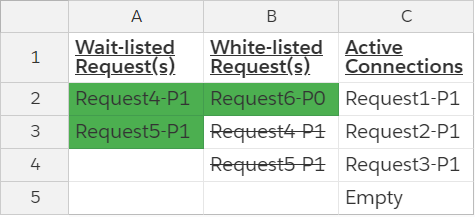 A B C
1 Wait-listed Request(s) White-listed Request(s) Active Connections
2 Request4-P1 Request6-P0 Request1-P1
3 Request5-P1 Request4-P1 Request2-P1
4 Request5-P1 Request3-P1
5 Empty